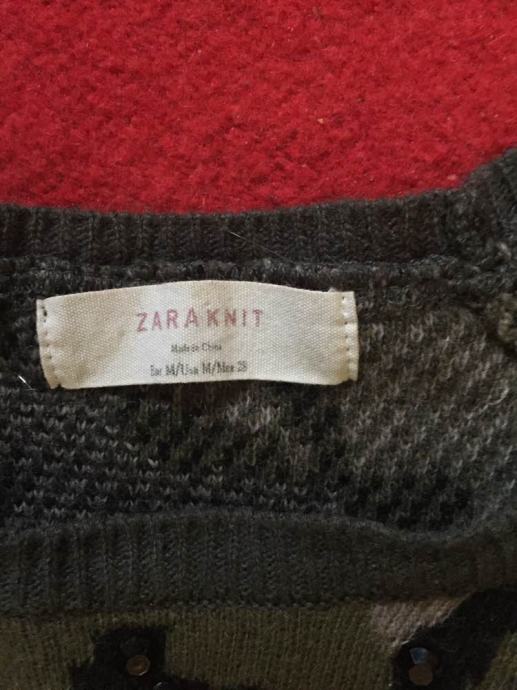 ZARA KNIT
Made in China
Eur M/Usa M/Mex 28